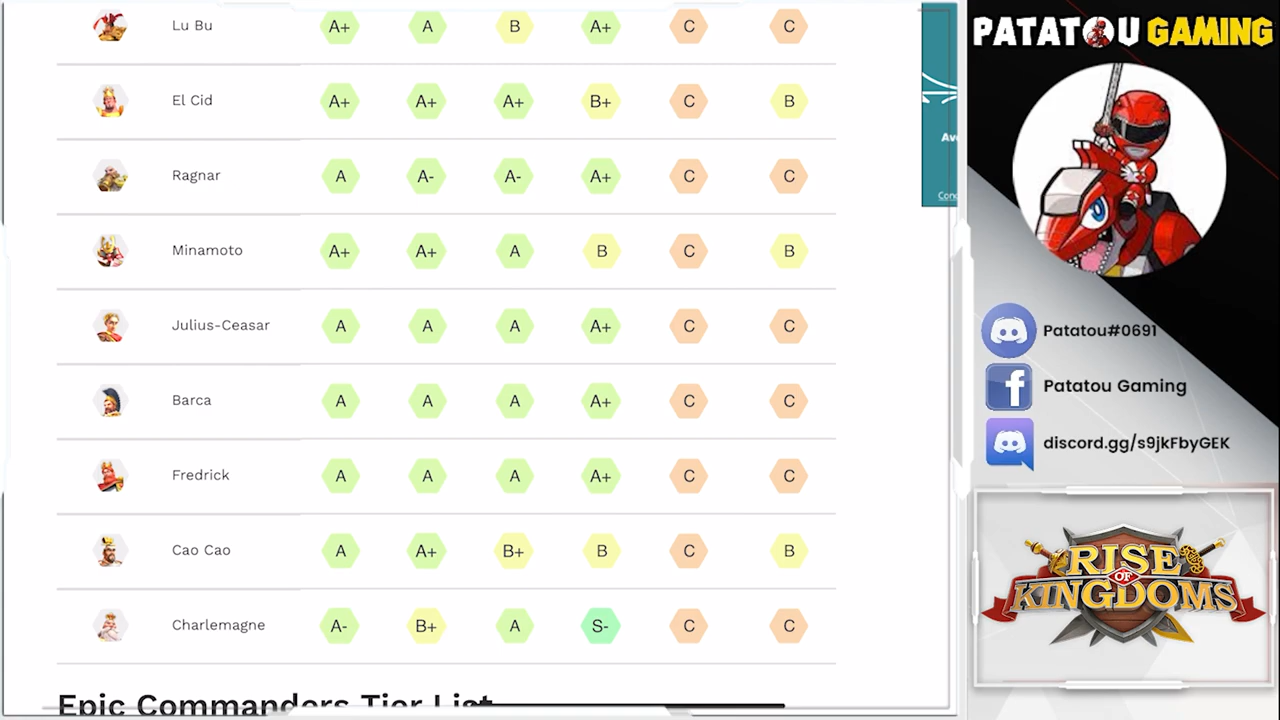 Lu Bu A+ A B A+ C C
El Cid A+ A+ A+ B+ C B
Ragnar A A- A- A+ C C
Minamoto A+ A+ A B C B
Julius-Ceasar A A A A+ C C
Barca A A A A+ C C
Fredrick A A A A+ C C
Cao Cao A A+ B+ B C B
Charlemagne A- B+ A S- C C
Epic Commanders Tier List
PATATOU GAMING
Patatou#0691
Patatou Gaming
discord.gg/s9jkFbyGEK
RISE
OF
KINGDOMS